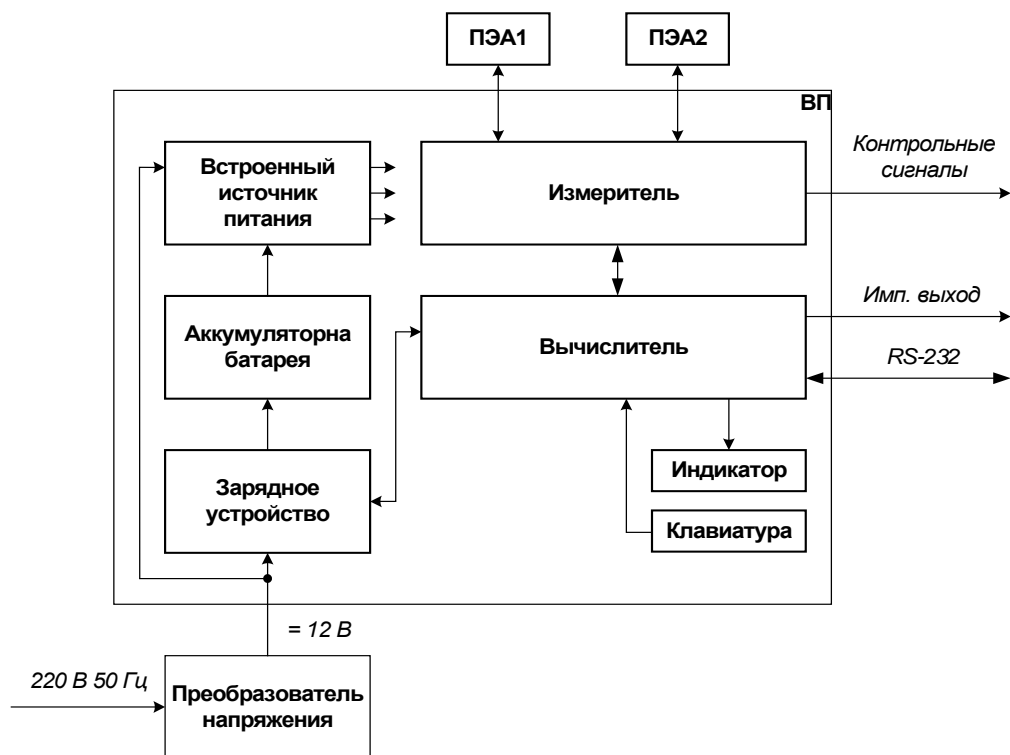 ПЭА1
ПЭА2
ВП
Встроенный
источник
питания
Измеритель
Контрольные
сигналы
Аккумуляторна
батарея
Вычислитель
Имп. выход
RS-232
Зарядное
устройство
Индикатор
Клавиатура
= 12 В
220 В 50 Гц
Преобразователь
напряжения